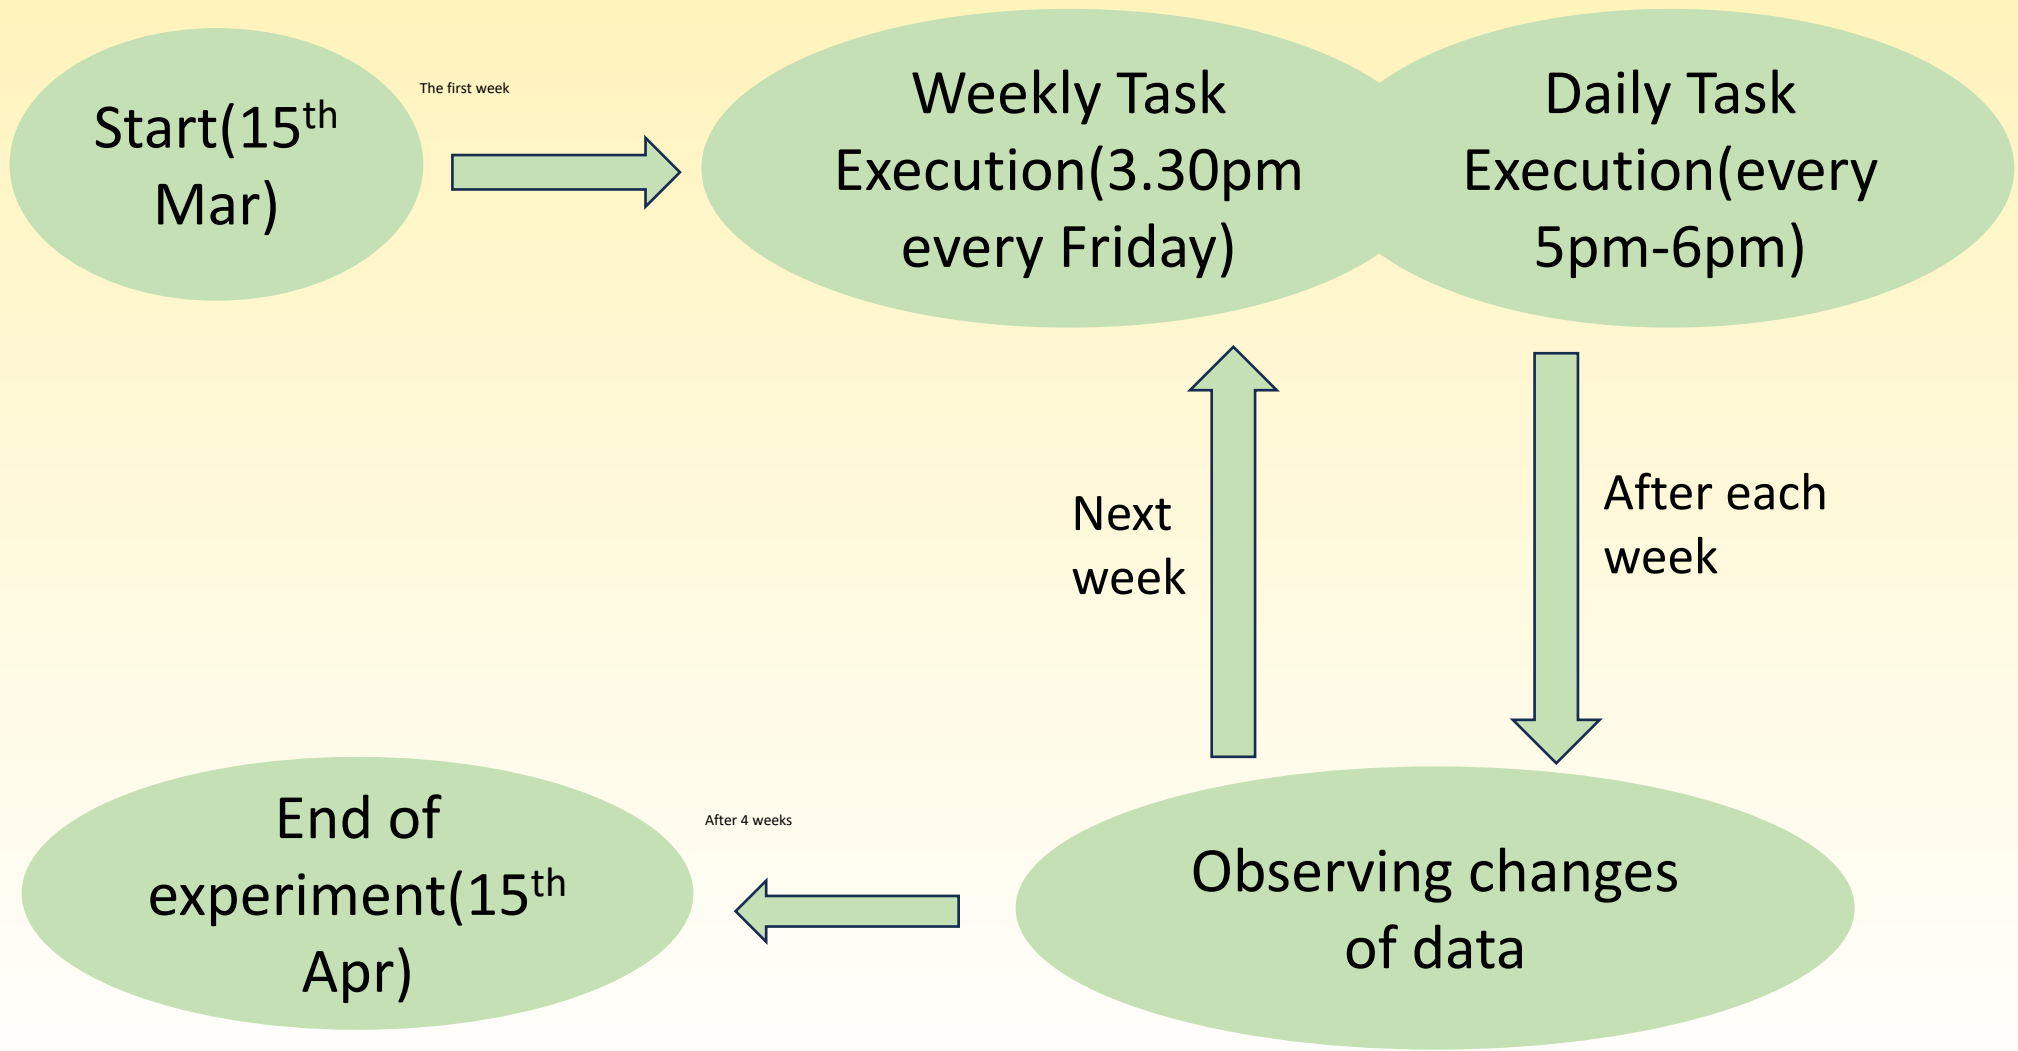 Start(15th
Mar)
The first week
Weekly Task
Execution(3.30pm
every Friday)
Daily Task
Execution(every
5pm-6pm)
Next
week
After each
week
End of
experiment(15th
Apr)
After 4 weeks
Observing changes
of data